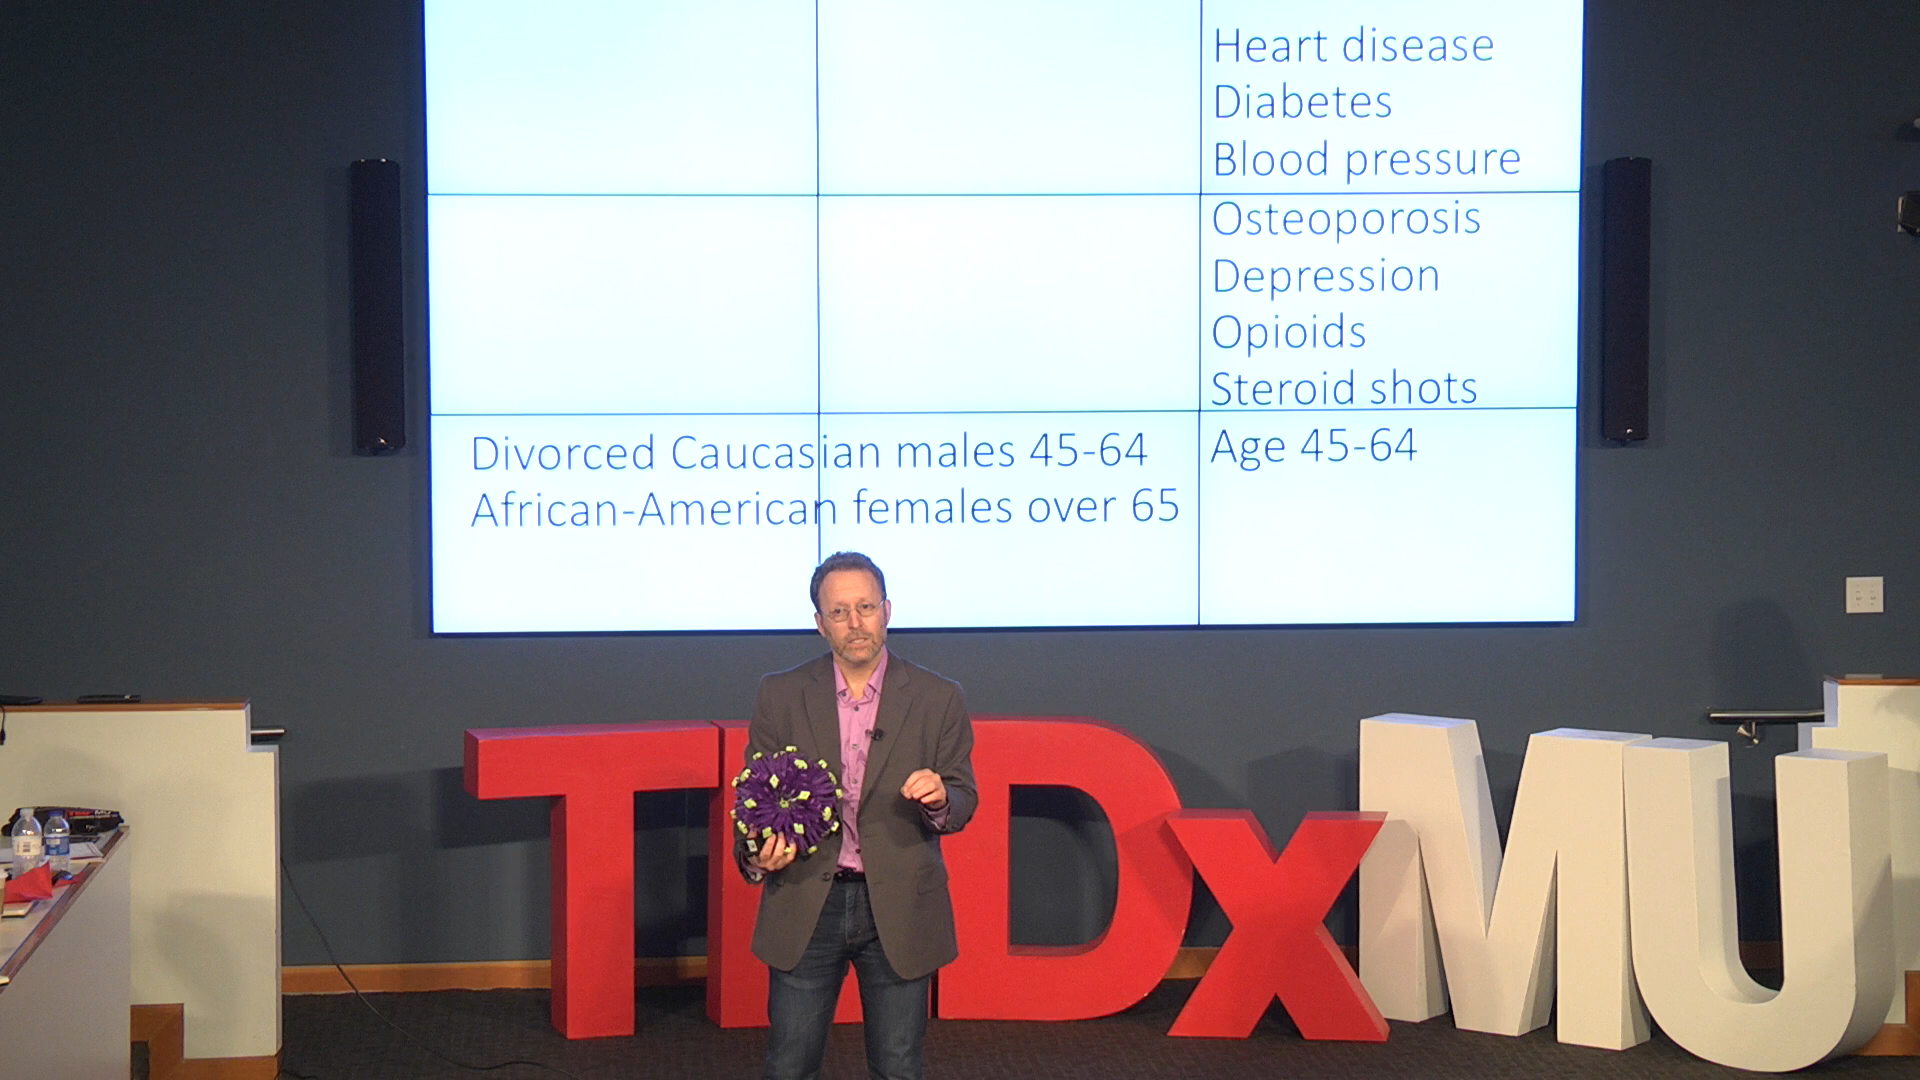 Heart disease
Diabetes
Blood pressure
Osteoporosis
Depression
Opioids
Steroid shots
Divorced Caucasian males 45-64
Age 45-64
African-American females over 65
TEDxMU